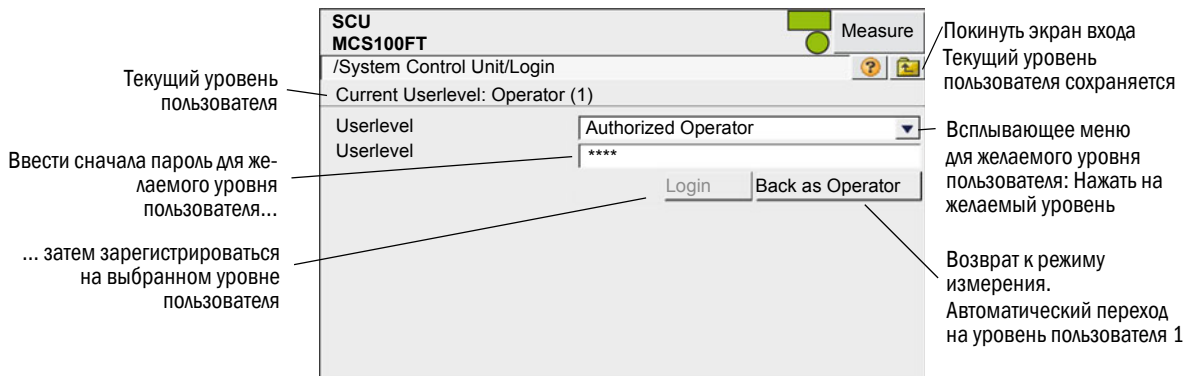 SCU
MCS100FT
Measure
/System Control Unit/Login
?
Current Userlevel: Operator (1)
Userlevel
Authorized Operator
Userlevel
****
Login
Back as Operator
Текущий уровень
пользователя
Ввести сначала пароль для же-
лаемого уровня
пользователя...
... затем зарегистрироваться
на выбранном уровне
пользователя
Покинуть экран входа
Текущий уровень
пользователя сохраняется
Всплывающее меню
для желаемого уровня
пользователя: Нажать на
желаемый уровень
Возврат к режиму
измерения.
Автоматический переход
на уровень пользователя 1